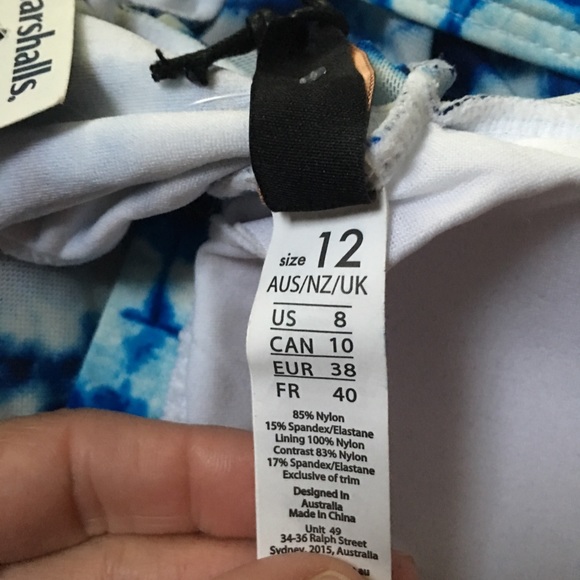 arshalls.
size 12
AUS/NZ/UK
US 8
CAN 10
EUR 38
FR 40
85% Nylon
15% Spandex/Elastane
Lining 100% Nylon
Contrast 83% Nylon
17% Spandex/Elastane
Exclusive of trim
Designed in
Australia
Made in China
Unit 49
34-36 Ralph Street
Sydney, 2015, Australia
au